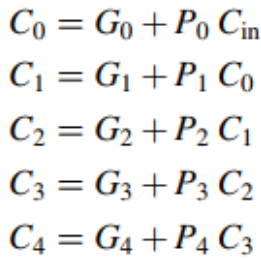 C₀ = G₀ + P₀ C_in
C₁ = G₁ + P₁ C₀
C₂ = G₂ + P₂ C₁
C₃ = G₃ + P₃ C₂
C₄ = G₄ + P₄ C₃